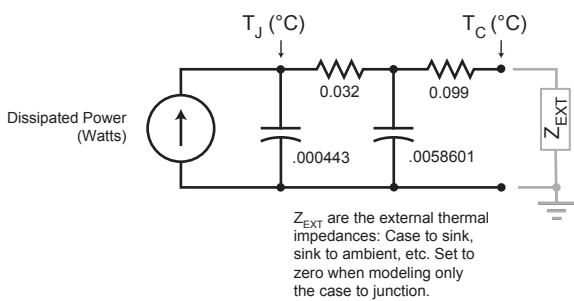 T_J (°C)
T_C (°C)
0.032
0.099
Dissipated Power
(Watts)
.000443
.0058601
Z_EXT
Z_EXT are the external thermal
impedances: Case to sink,
sink to ambient, etc. Set to
zero when modeling only
the case to junction.